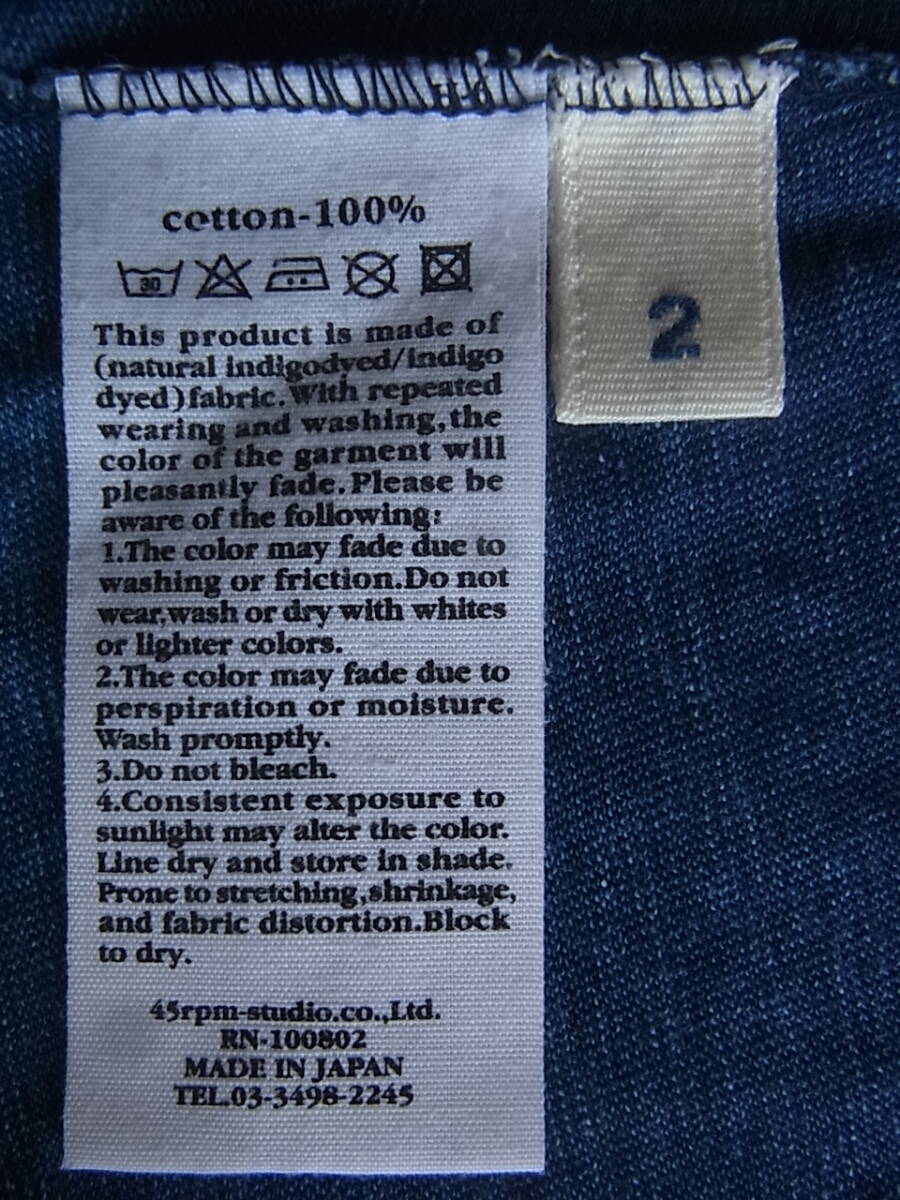 cotton-100%
30
This product is made of
(natural indigodyed/indigo
dyed)fabric.With repeated
wearing and washing,the
color of the garment will
pleasantly fade.Please be
aware of the following:
1.The color may fade due to
washing or friction.Do not
wear,wash or dry with whites
or lighter colors.
2.The color may fade due to
perspiration or moisture.
Wash promptly.
3.Do not bleach.
4.Consistent exposure to
sunlight may alter the color.
Line dry and store in shade.
Prone to stretching,shrinkage,
and fabric distortion.Block
to dry.
45rpm-studio.co.,Ltd.
RN-100802
MADE IN JAPAN
TEL.03-3498-2245
2